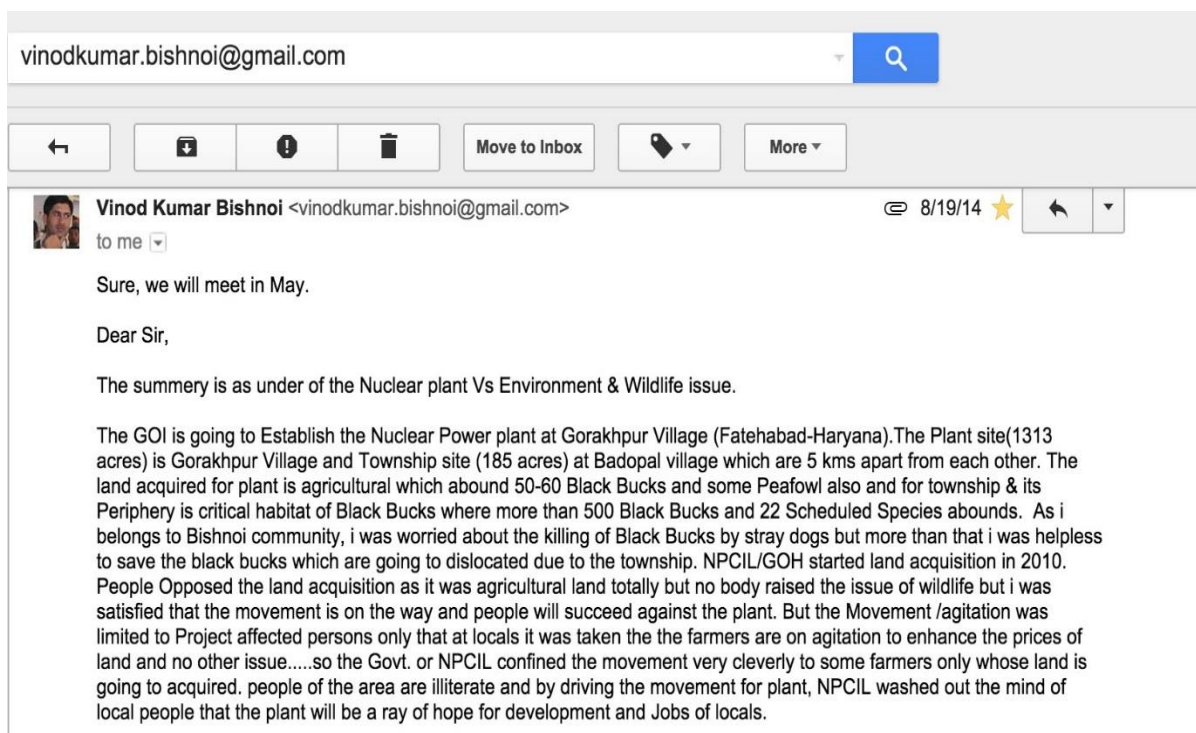 vinodkumar.bishnoi@gmail.com
Move to Inbox
More
Vinod Kumar Bishnoi <vinodkumar.bishnoi@gmail.com>
8/19/14
to me
Sure, we will meet in May.
Dear Sir,
The summery is as under of the Nuclear plant Vs Environment & Wildlife issue.
The GOI is going to Establish the Nuclear Power plant at Gorakhpur Village (Fatehabad-Haryana).The Plant site(1313
acres) is Gorakhpur Village and Township site (185 acres) at Badopal village which are 5 kms apart from each other. The
land acquired for plant is agricultural which abound 50-60 Black Bucks and some Peafowl also and for township & its
Periphery is critical habitat of Black Bucks where more than 500 Black Bucks and 22 Scheduled Species abounds.  As i
belongs to Bishnoi community, i was worried about the killing of Black Bucks by stray dogs but more than that i was helpless
to save the black bucks which are going to dislocated due to the township. NPCIL/GOH started land acquisition in 2010.
People Opposed the land acquisition as it was agricultural land totally but no body raised the issue of wildlife but i was
satisfied that the movement is on the way and people will succeed against the plant. But the Movement /agitation was
limited to Project affected persons only that at locals it was taken the the farmers are on agitation to enhance the prices of
land and no other issue.....so the Govt. or NPCIL confined the movement very cleverly to some farmers only whose land is
going to acquired. people of the area are illiterate and by driving the movement for plant, NPCIL washed out the mind of
local people that the plant will be a ray of hope for development and Jobs of locals.